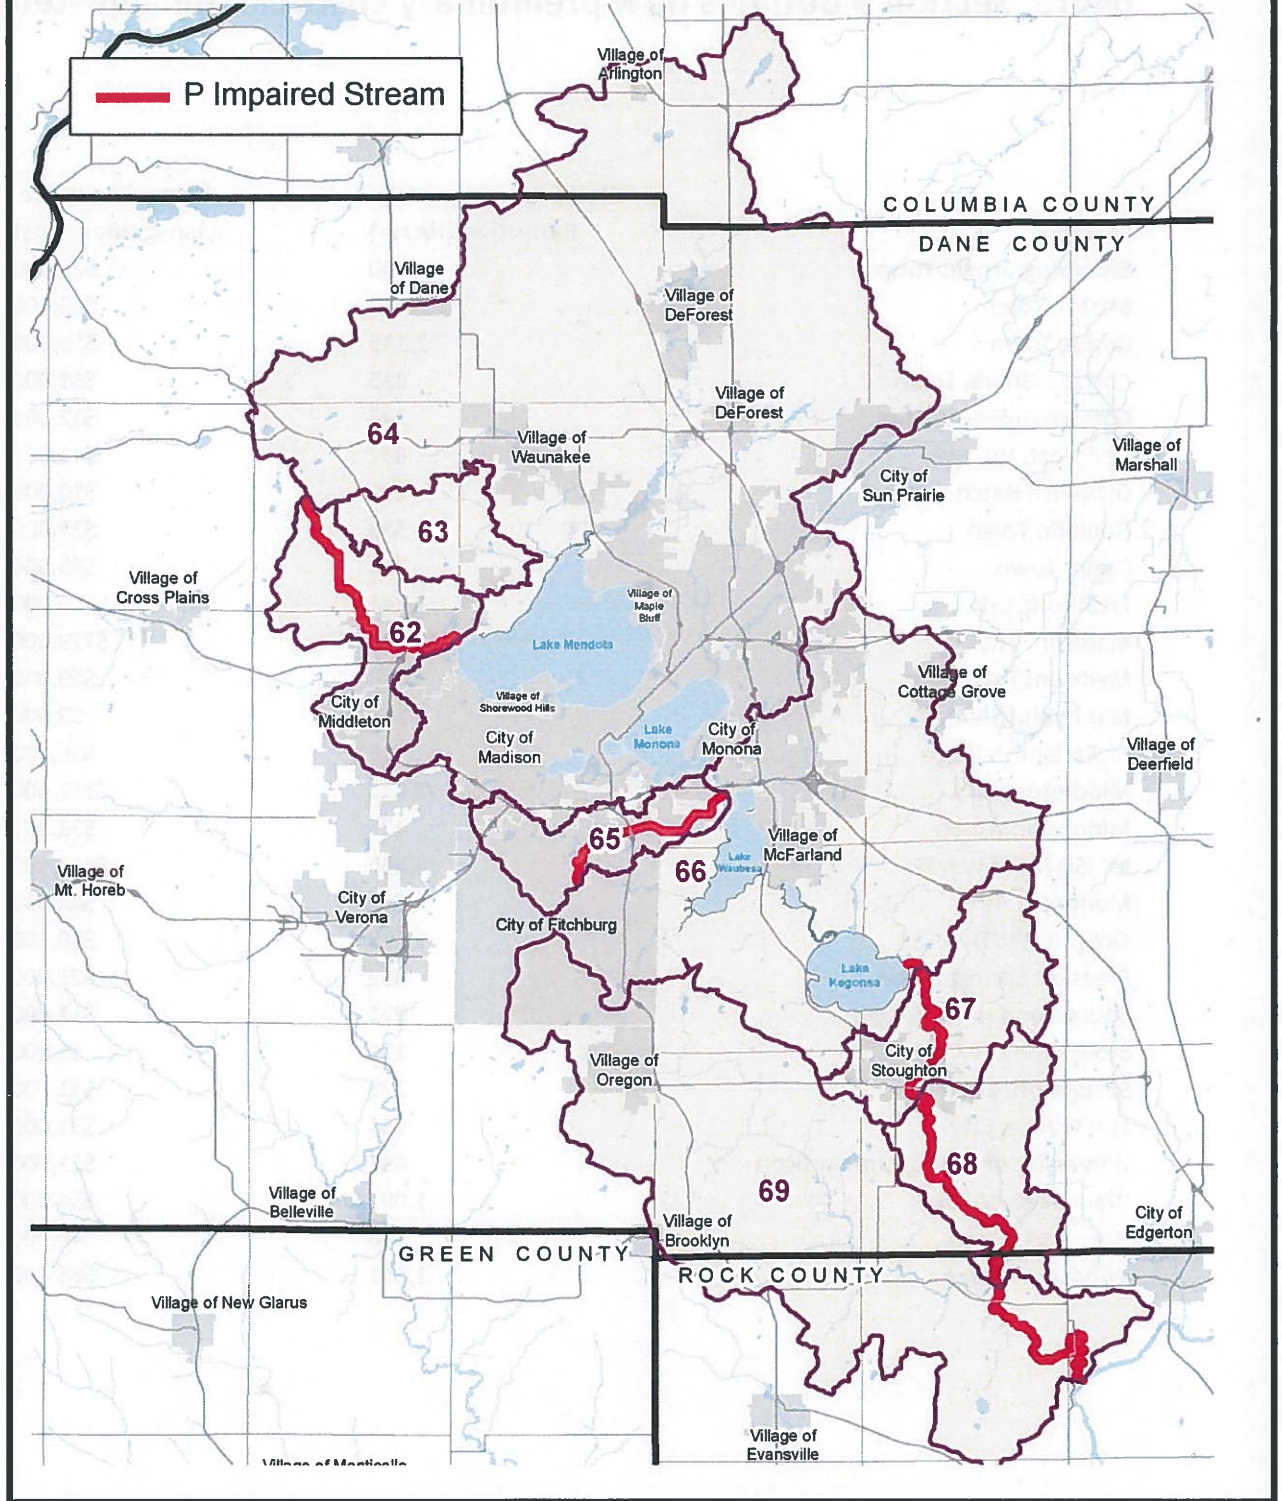 Village of
Arlington
P Impaired Stream
COLUMBIA COUNTY
DANE COUNTY
Village
of Dane
Village of
DeForest
Village of
DeForest
64
Village of
Waunakee
Village of
Marshall
City of
Sun Prairie
63
Village of
Cross Plains
Village of
Maple
Bluff
62
Lake Mendota
Village of
Cottage Grove
City of
Middleton
Village of
Shorewood Hills
City of
Madison
Lake
Monona
City of
Monona
Village of
Deerfield
65
Village of
McFarland
66
Lake
Waubesa
Village of
Mt. Horeb
City of
Verona
City of Fitchburg
Lake
Kegonsa
67
City of
Stoughton
Village of
Oregon
68
69
Village of
Belleville
Village of
Brooklyn
City of
Edgerton
GREEN COUNTY
ROCK COUNTY
Village of New Glarus
Village of
Evansville
Village of Monticello